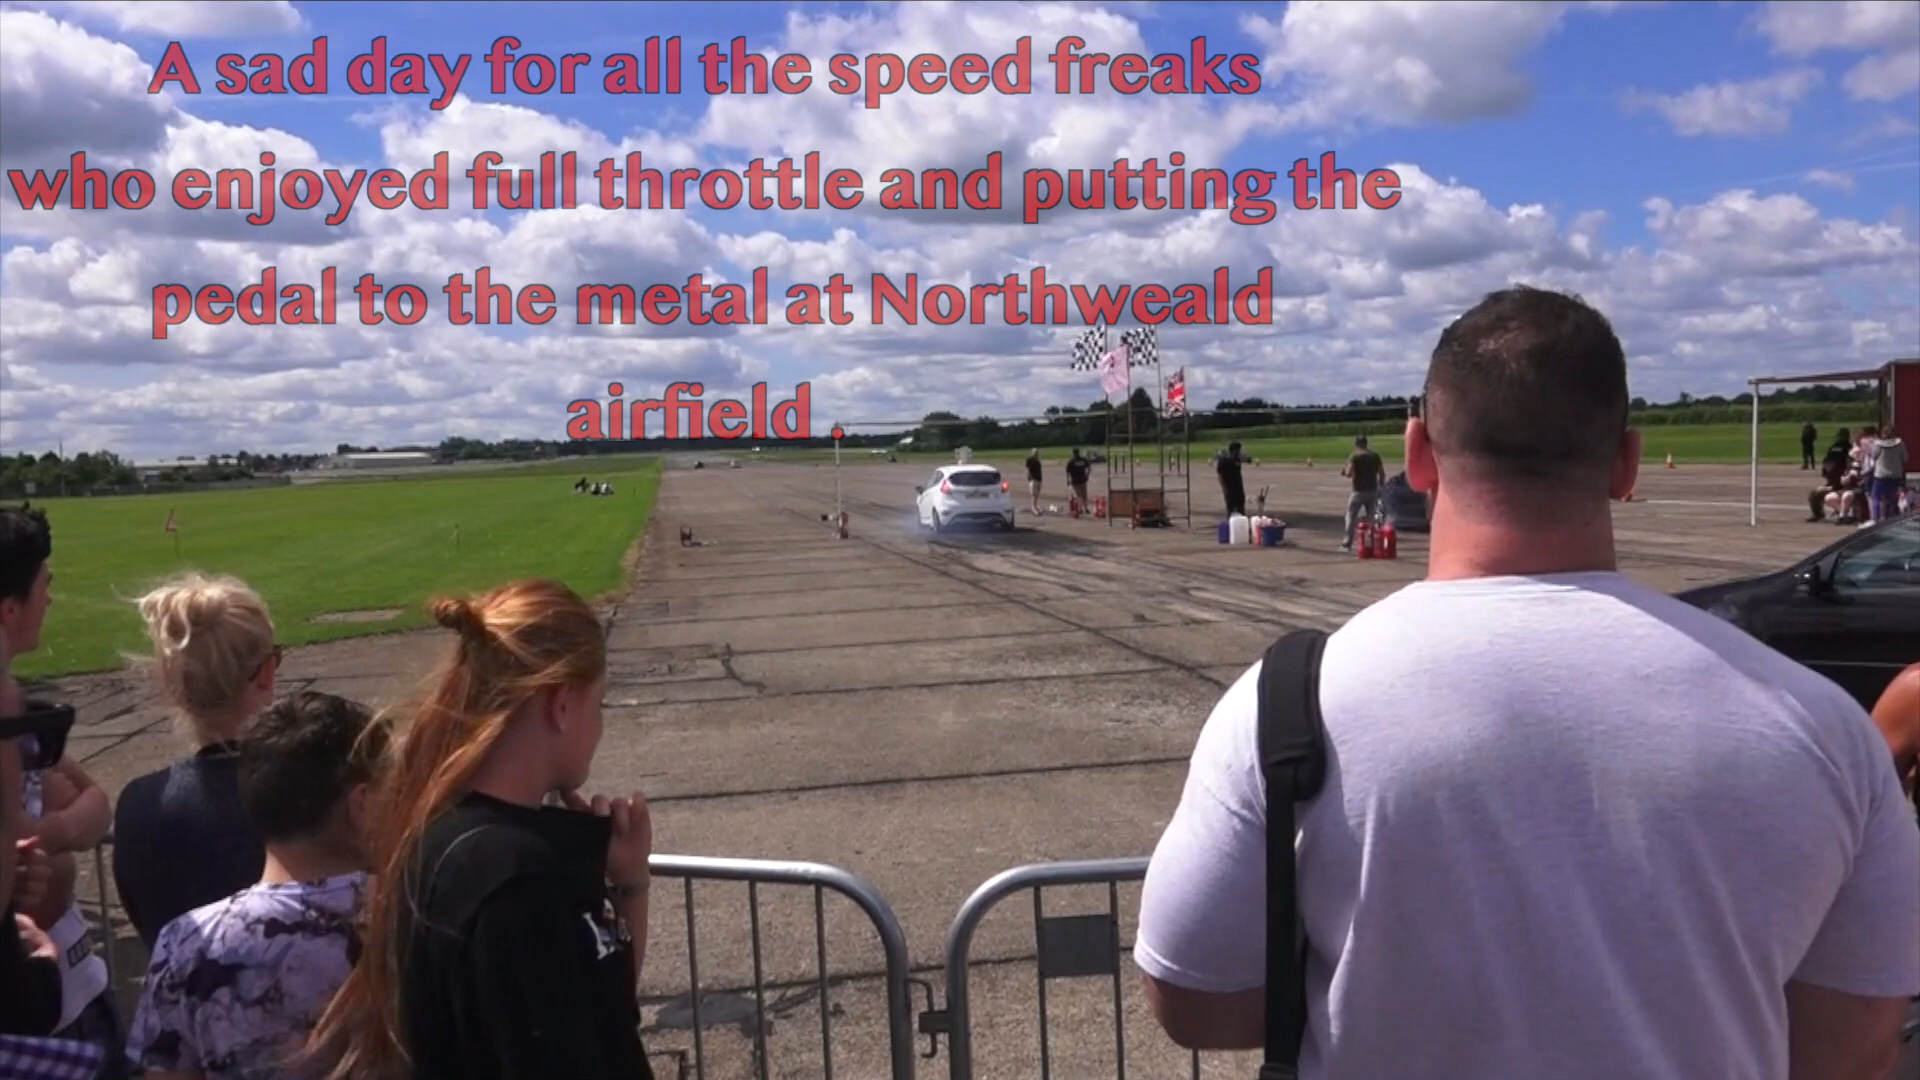 A sad day for all the speed freaks
who enjoyed full throttle and putting the
pedal to the metal at Northweald
airfield .